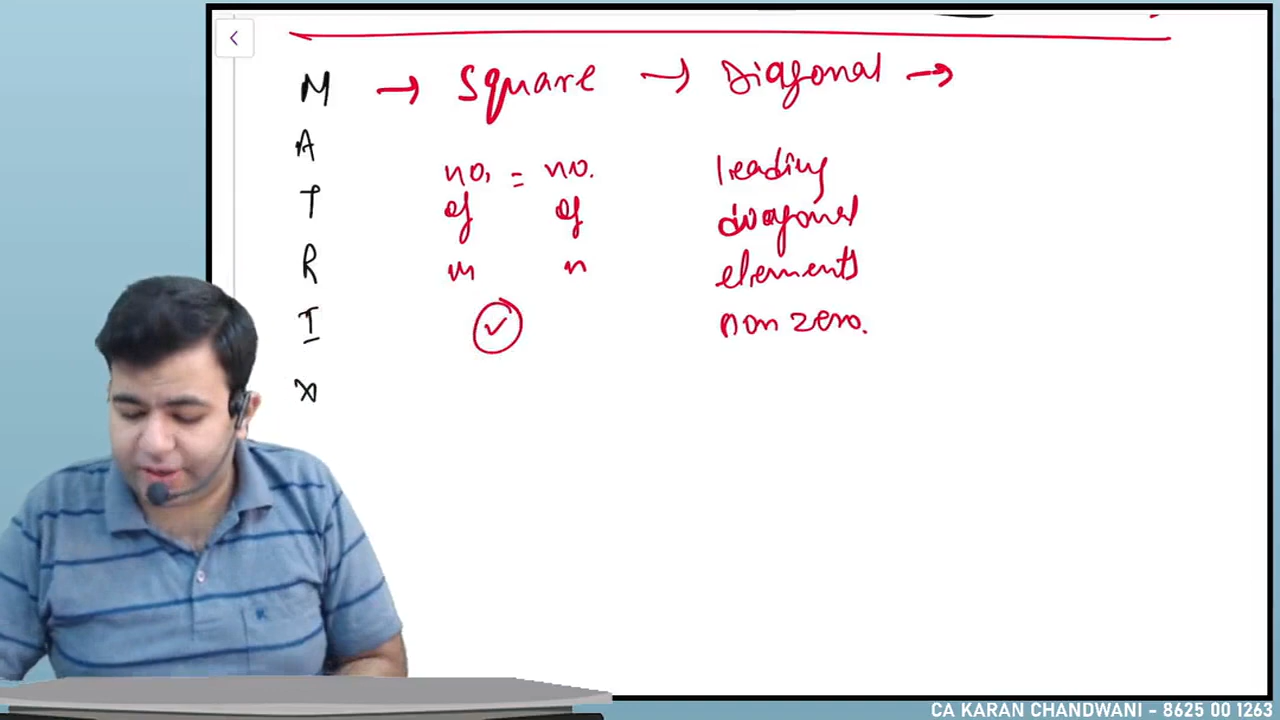 M → Square → Diagonal →
A
no. = no. leading
T
of of diagonal
R
m n elements
I
✓ non zero.
X
CA KARAN CHANDWANI - 8625 00 1263